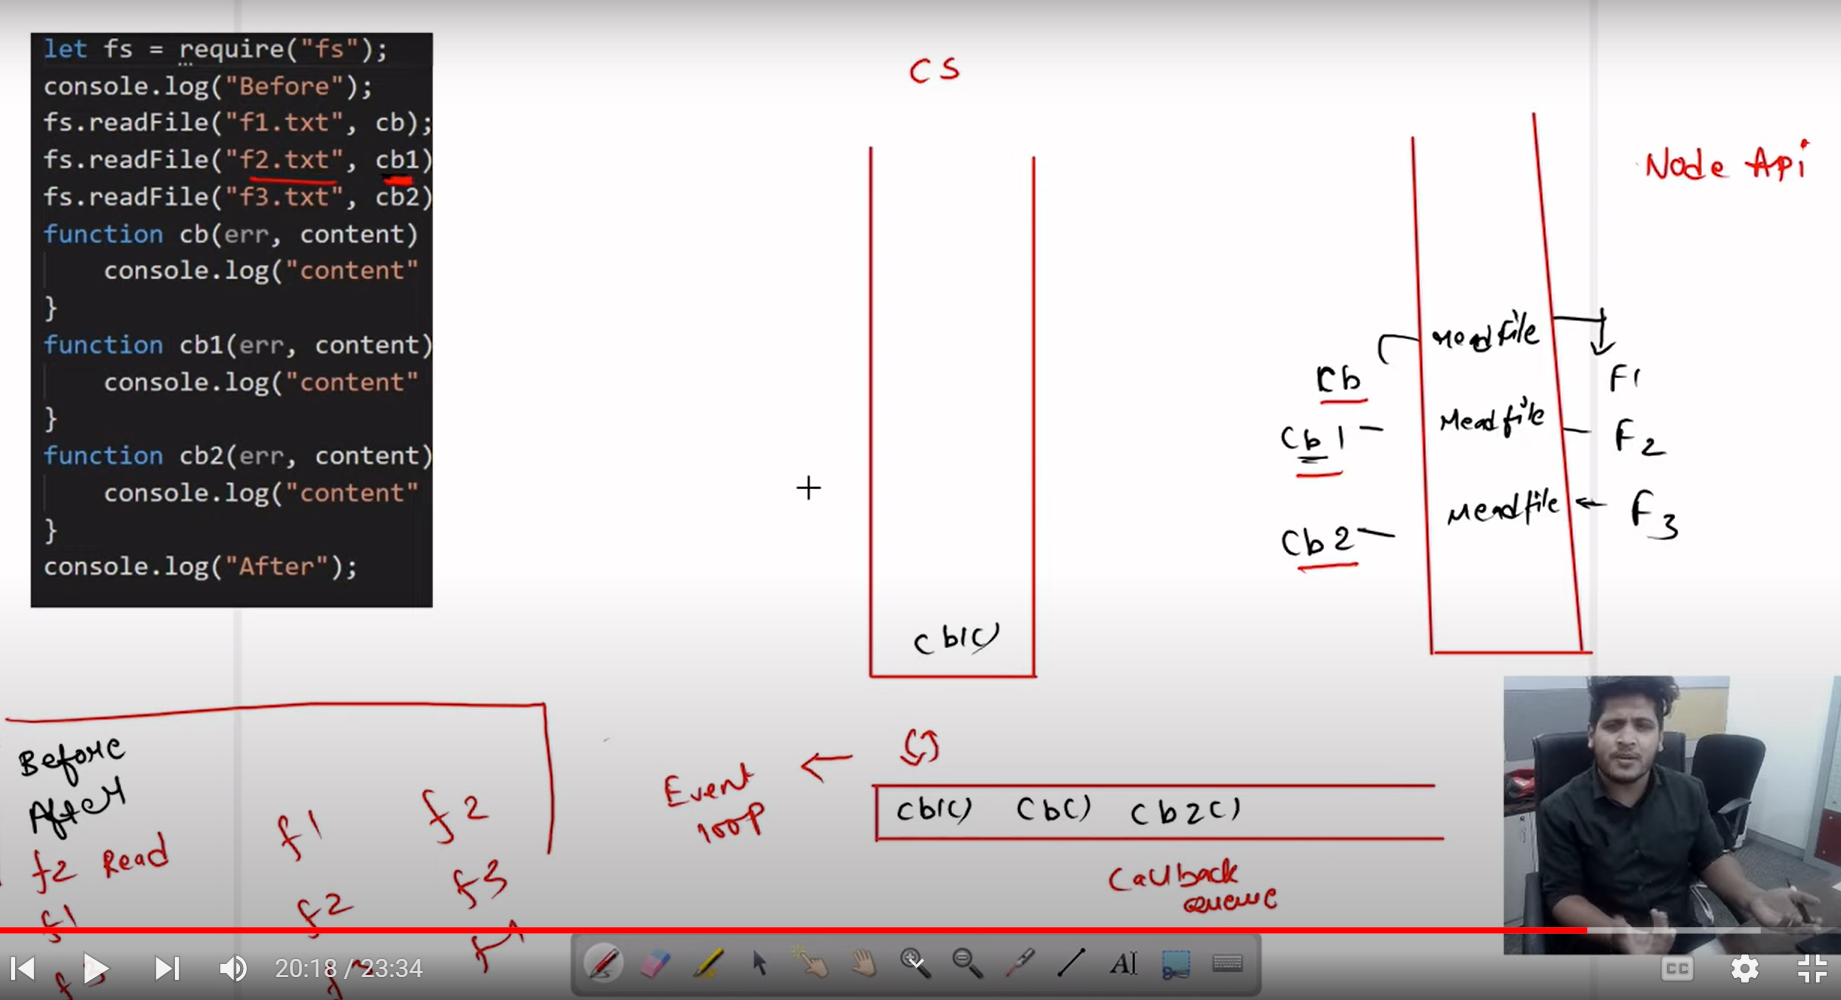 let fs = require("fs");
console.log("Before");
fs.readFile("f1.txt", cb);
fs.readFile("f2.txt", cb1)
fs.readFile("f3.txt", cb2)
function cb(err, content)
console.log("content"
}
function cb1(err, content)
console.log("content"
}
function cb2(err, content)
console.log("content"
}
console.log("After");
CS
Node Api
readfile
F1
Cb
readfile
Cb1
F2
readfile
F3
Cb2
cb1()
Before
After
f2 Read
f1
f3
f1
f2
f2
f3
f1
Event
loop
cb1() Cb() Cb2()
Callback
queue
20:18 / 23:34
AI
CC